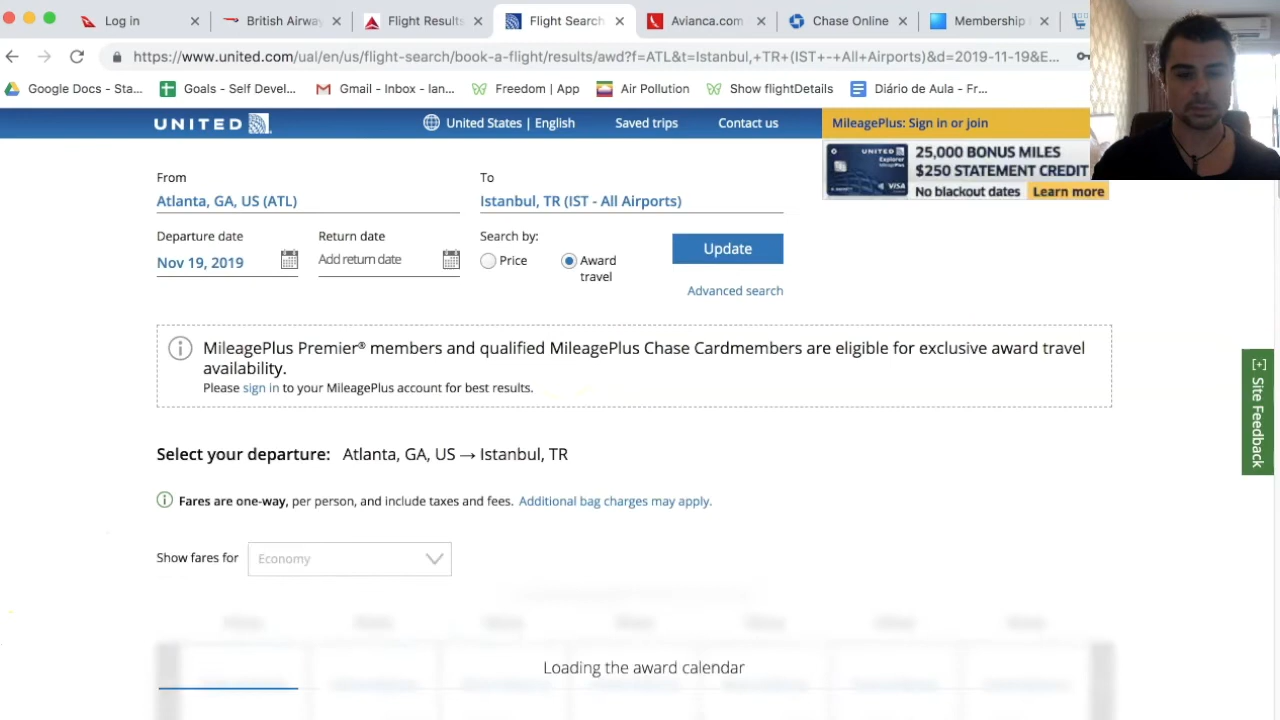 Log in
British Airway
Flight Results
Flight Search
Avianca.com
Chase Online
Membership
https://www.united.com/ual/en/us/flight-search/book-a-flight/results/awd?f=ATL&t=Istanbul,+TR+(IST+-+All+Airports)&d=2019-11-19&E...
Google Docs - Sta...
Goals - Self Devel...
Gmail - Inbox - Ian...
Freedom | App
Air Pollution
Show flightDetails
Diário de Aula - Fr...
UNITED
United States | English
Saved trips
Contact us
MileagePlus: Sign in or join
UNITED
Explorer
VISA
25,000 BONUS MILES
$250 STATEMENT CREDIT
No blackout dates
Learn more
From
To
Atlanta, GA, US (ATL)
Istanbul, TR (IST - All Airports)
Departure date
Return date
Search by:
Nov 19, 2019
Add return date
Price
Award
travel
Update
Advanced search
MileagePlus Premier® members and qualified MileagePlus Chase Cardmembers are eligible for exclusive award travel
availability.
Please sign in to your MileagePlus account for best results.
Site Feedback
Select your departure: Atlanta, GA, US → Istanbul, TR
Fares are one-way, per person, and include taxes and fees. Additional bag charges may apply.
Show fares for
Economy
Loading the award calendar